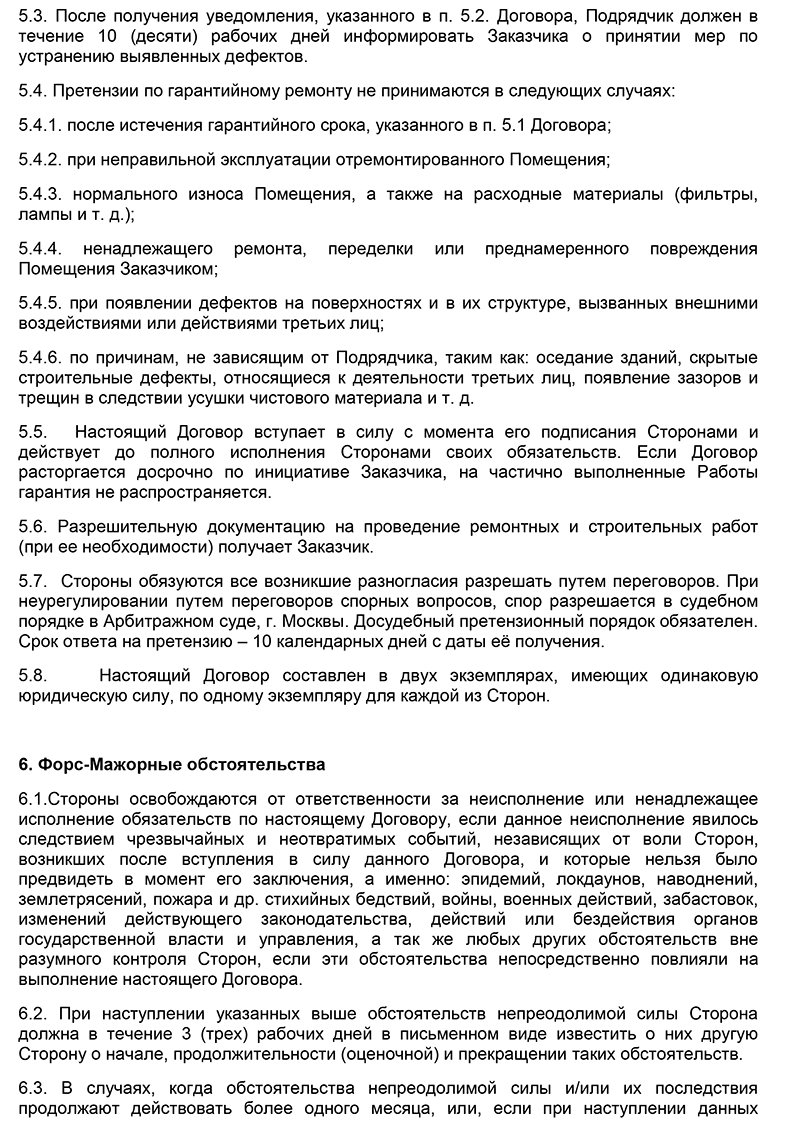 5.3. После получения уведомления, указанного в п. 5.2. Договора, Подрядчик должен в
течение 10 (десяти) рабочих дней информировать Заказчика о принятии мер по
устранению выявленных дефектов.
5.4. Претензии по гарантийному ремонту не принимаются в следующих случаях:
5.4.1. после истечения гарантийного срока, указанного в п. 5.1 Договора;
5.4.2. при неправильной эксплуатации отремонтированного Помещения;
5.4.3. нормального износа Помещения, а также на расходные материалы (фильтры,
лампы и т. д.);
5.4.4. ненадлежащего ремонта, переделки или преднамеренного повреждения
Помещения Заказчиком;
5.4.5. при появлении дефектов на поверхностях и в их структуре, вызванных внешними
воздействиями или действиями третьих лиц;
5.4.6. по причинам, не зависящим от Подрядчика, таким как: оседание зданий, скрытые
строительные дефекты, относящиеся к деятельности третьих лиц, появление зазоров и
трещин в следствии усушки чистового материала и т. д.
5.5. Настоящий Договор вступает в силу с момента его подписания Сторонами и
действует до полного исполнения Сторонами своих обязательств. Если Договор
расторгается досрочно по инициативе Заказчика, на частично выполненные Работы
гарантия не распространяется.
5.6. Разрешительную документацию на проведение ремонтных и строительных работ
(при ее необходимости) получает Заказчик.
5.7. Стороны обязуются все возникшие разногласия разрешать путем переговоров. При
неурегулировании путем переговоров спорных вопросов, спор разрешается в судебном
порядке в Арбитражном суде, г. Москвы. Досудебный претензионный порядок обязателен.
Срок ответа на претензию – 10 календарных дней с даты её получения.
5.8. Настоящий Договор составлен в двух экземплярах, имеющих одинаковую
юридическую силу, по одному экземпляру для каждой из Сторон.
6. Форс-Мажорные обстоятельства
6.1.Стороны освобождаются от ответственности за неисполнение или ненадлежащее
исполнение обязательств по настоящему Договору, если данное неисполнение явилось
следствием чрезвычайных и неотвратимых событий, независящих от воли Сторон,
возникших после вступления в силу данного Договора, и которые нельзя было
предвидеть в момент его заключения, а именно: эпидемий, локдаунов, наводнений,
землетрясений, пожара и др. стихийных бедствий, войны, военных действий, забастовок,
изменений действующего законодательства, действий или бездействия органов
государственной власти и управления, а так же любых других обстоятельств вне
разумного контроля Сторон, если эти обстоятельства непосредственно повлияли на
выполнение настоящего Договора.
6.2. При наступлении указанных выше обстоятельств непреодолимой силы Сторона
должна в течение 3 (трех) рабочих дней в письменном виде известить о них другую
Сторону о начале, продолжительности (оценочной) и прекращении таких обстоятельств.
6.3. В случаях, когда обстоятельства непреодолимой силы и/или их последствия
продолжают действовать более одного месяца, или, если при наступлении данных